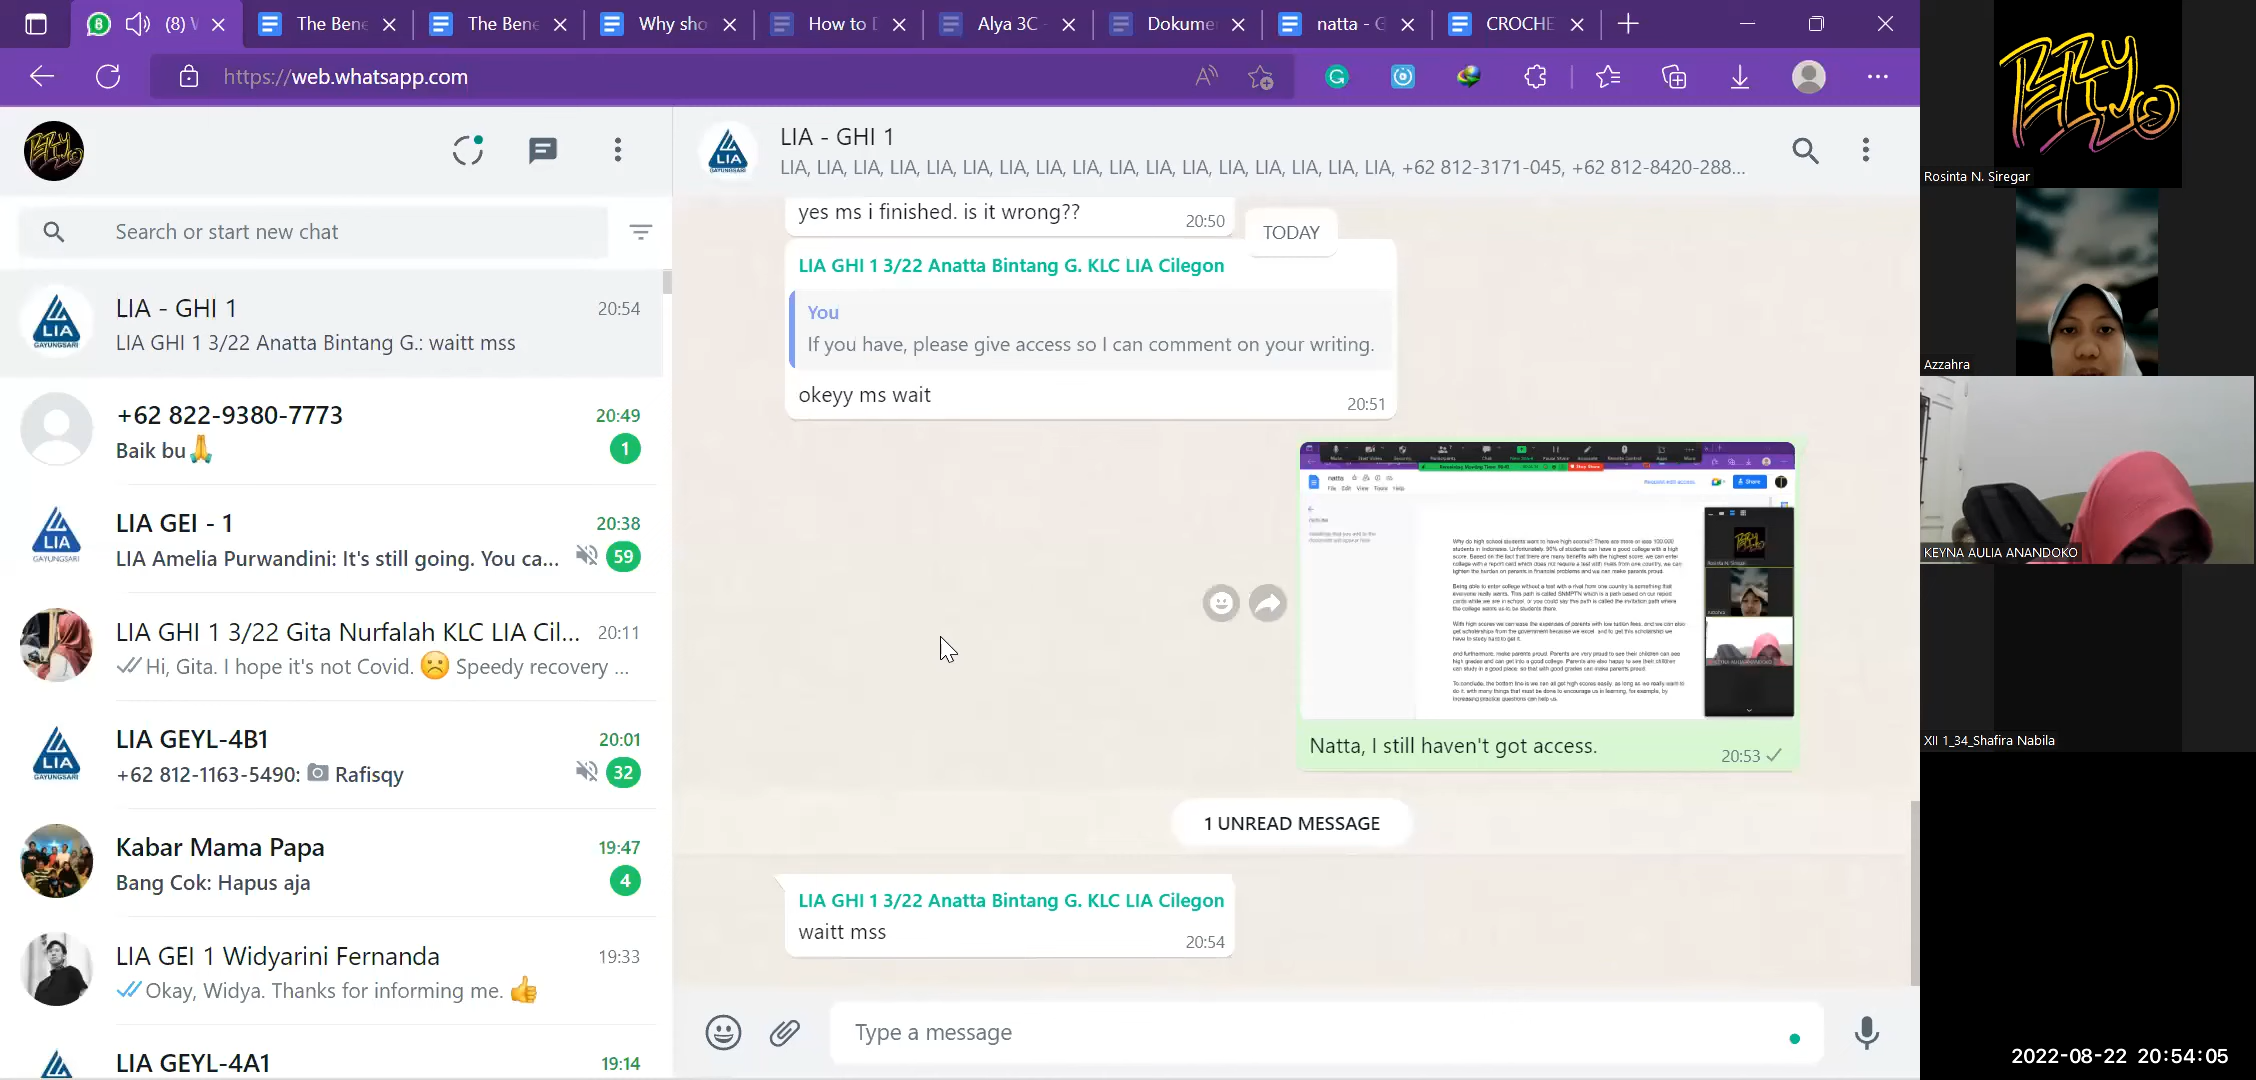 (8) W
The Bene
The Bene
Why sho
How to D
Alya 3C -
Dokume
natta - G
CROCHE
https://web.whatsapp.com
Search or start new chat
LIA - GHI 1
20:54
LIA GHI 1 3/22 Anatta Bintang G.: waitt mss
+62 822-9380-7773
20:49
Baik bu🙏
1
LIA GEI - 1
20:38
LIA Amelia Purwandini: It's still going. You ca...
59
LIA GHI 1 3/22 Gita Nurfalah KLC LIA Cil...
20:11
Hi, Gita. I hope it's not Covid. ☹️ Speedy recovery ...
LIA GEYL-4B1
20:01
+62 812-1163-5490: 📷 Rafisqy
32
Kabar Mama Papa
19:47
Bang Cok: Hapus aja
4
LIA GEI 1 Widyarini Fernanda
19:33
Okay, Widya. Thanks for informing me. 👍
LIA GEYL-4A1
19:14
LIA - GHI 1
LIA, LIA, LIA, LIA, LIA, LIA, LIA, LIA, LIA, LIA, LIA, LIA, LIA, LIA, LIA, LIA, LIA, +62 812-3171-045, +62 812-8420-288...
yes ms i finished. is it wrong??
20:50
TODAY
LIA GHI 1 3/22 Anatta Bintang G. KLC LIA Cilegon
You
If you have, please give access so I can comment on your writing.
okeyy ms wait
20:51
natta
File Edit View Tools Help
Request edit access
Share
Natta, I still haven't got access.
20:53
1 UNREAD MESSAGE
LIA GHI 1 3/22 Anatta Bintang G. KLC LIA Cilegon
waitt mss
20:54
Type a message
Rosinta N. Siregar
Azzahra
KEYNA AULIA ANANDOKO
XII 1_34_Shafira Nabila
2022-08-22 20:54:05